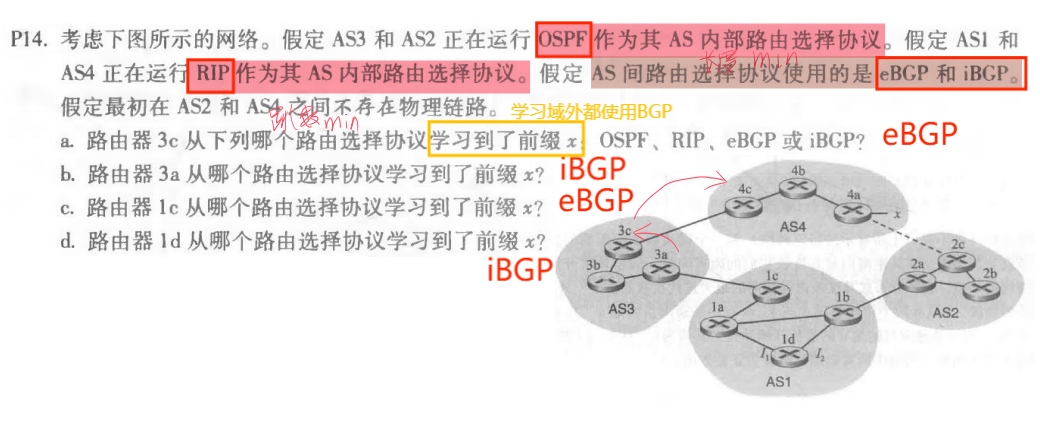 P14. 考虑下图所示的网络。假定 AS3 和 AS2 正在运行 OSPF 作为其 AS 内部路由选择协议。假定 AS1 和
长度 min
AS4 正在运行 RIP 作为其 AS 内部路由选择协议。假定 AS 间路由选择协议使用的是 eBGP 和 iBGP。
假定最初在 AS2 和 AS4 之间不存在物理链路。
跳数 min
学习域外都使用BGP
a. 路由器 3c 从下列哪个路由选择协议学习到了前缀 x: OSPF、RIP、eBGP 或 iBGP?
eBGP
b. 路由器 3a 从哪个路由选择协议学习到了前缀 x?
iBGP
c. 路由器 1c 从哪个路由选择协议学习到了前缀 x?
eBGP
d. 路由器 1d 从哪个路由选择协议学习到了前缀 x?
iBGP
4b
4c
4a
x
AS4
3c
3b
3a
AS3
2c
2a
2b
AS2
1c
1a
1b
1d
I₁
I₂
AS1